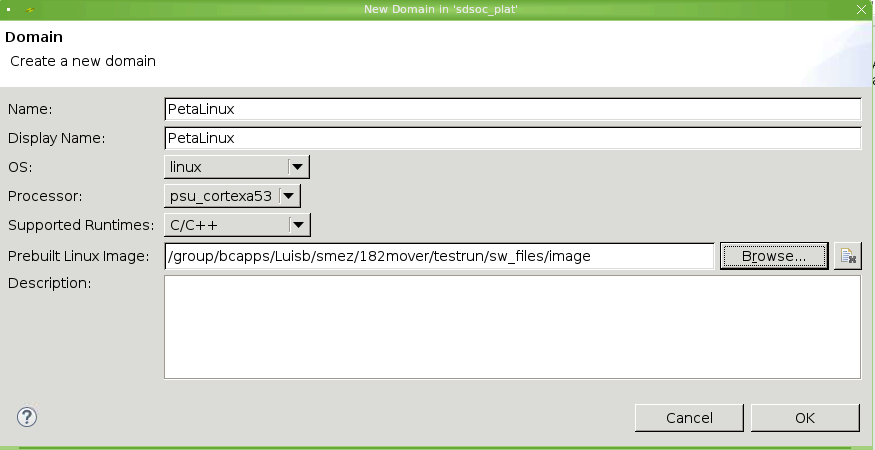 New Domain in 'sdsoc_plat'
Domain
Create a new domain
Name: PetaLinux
Display Name: PetaLinux
OS: linux
Processor: psu_cortexa53
Supported Runtimes: C/C++
Prebuilt Linux Image: /group/bcapps/Luisb/smez/182mover/testrun/sw_files/image Browse...
Description:
? Cancel OK